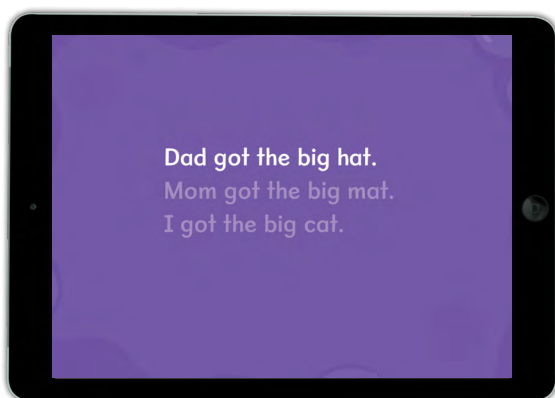 Dad got the big hat.
Mom got the big mat.
I got the big cat.